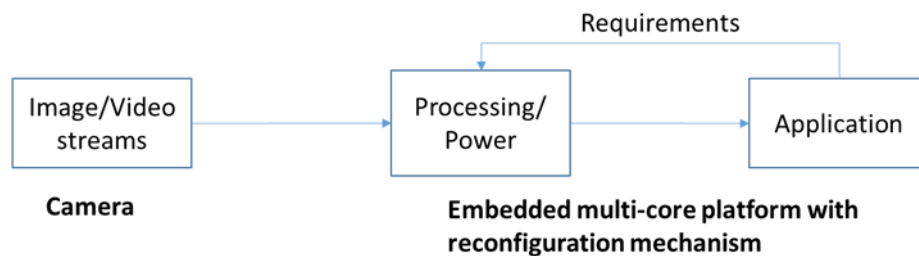 Requirements
Image/Video
streams
Processing/
Power
Application
Camera
Embedded multi-core platform with
reconfiguration mechanism